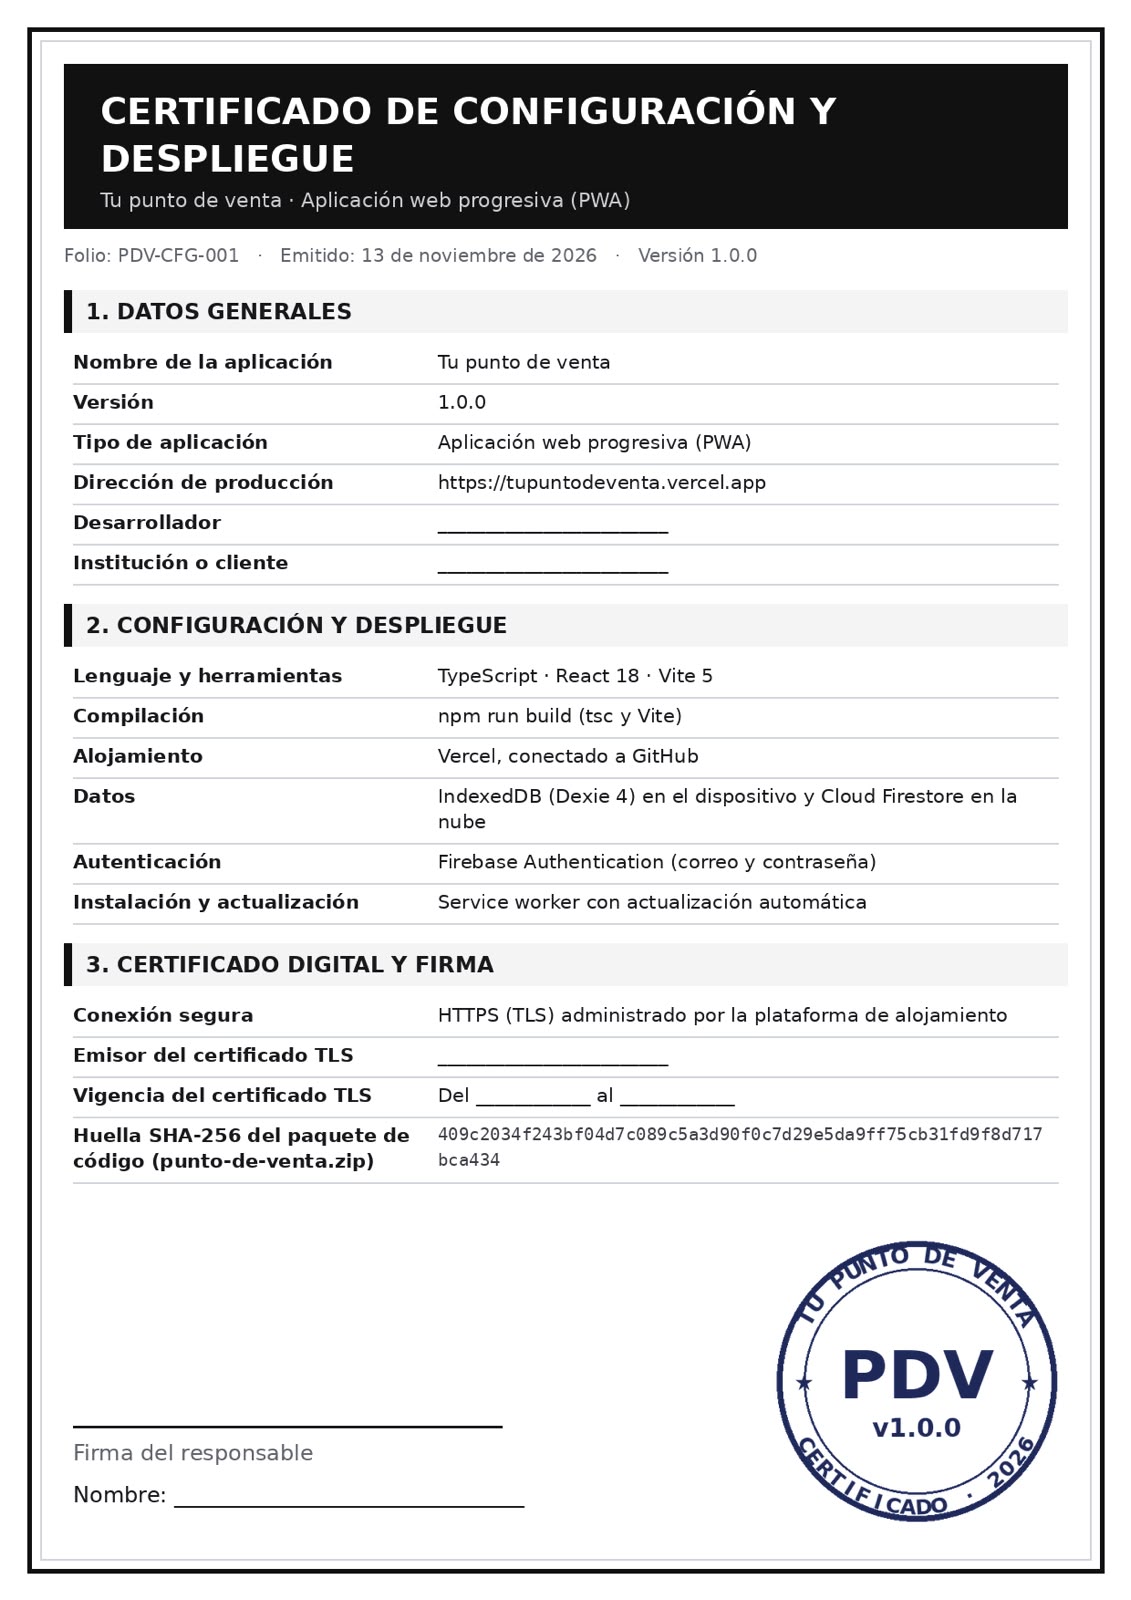 CERTIFICADO DE CONFIGURACIÓN Y
DESPLIEGUE
Tu punto de venta · Aplicación web progresiva (PWA)
Folio: PDV-CFG-001 · Emitido: 13 de noviembre de 2026 · Versión 1.0.0
1. DATOS GENERALES
Nombre de la aplicación Tu punto de venta
Versión 1.0.0
Tipo de aplicación Aplicación web progresiva (PWA)
Dirección de producción https://tupuntodeventa.vercel.app
Desarrollador ________________________
Institución o cliente ________________________
2. CONFIGURACIÓN Y DESPLIEGUE
Lenguaje y herramientas TypeScript · React 18 · Vite 5
Compilación npm run build (tsc y Vite)
Alojamiento Vercel, conectado a GitHub
Datos IndexedDB (Dexie 4) en el dispositivo y Cloud Firestore en la
nube
Autenticación Firebase Authentication (correo y contraseña)
Instalación y actualización Service worker con actualización automática
3. CERTIFICADO DIGITAL Y FIRMA
Conexión segura HTTPS (TLS) administrado por la plataforma de alojamiento
Emisor del certificado TLS ________________________
Vigencia del certificado TLS Del ____________ al ____________
Huella SHA-256 del paquete de 409c2034f243bf04d7c089c5a3d90f0c7d29e5da9ff75cb31fd9f8d717
código (punto-de-venta.zip) bca434
TU PUNTO DE VENTA
★ PDV ★
v1.0.0
CERTIFICADO · 2026
Firma del responsable
Nombre: ______________________________